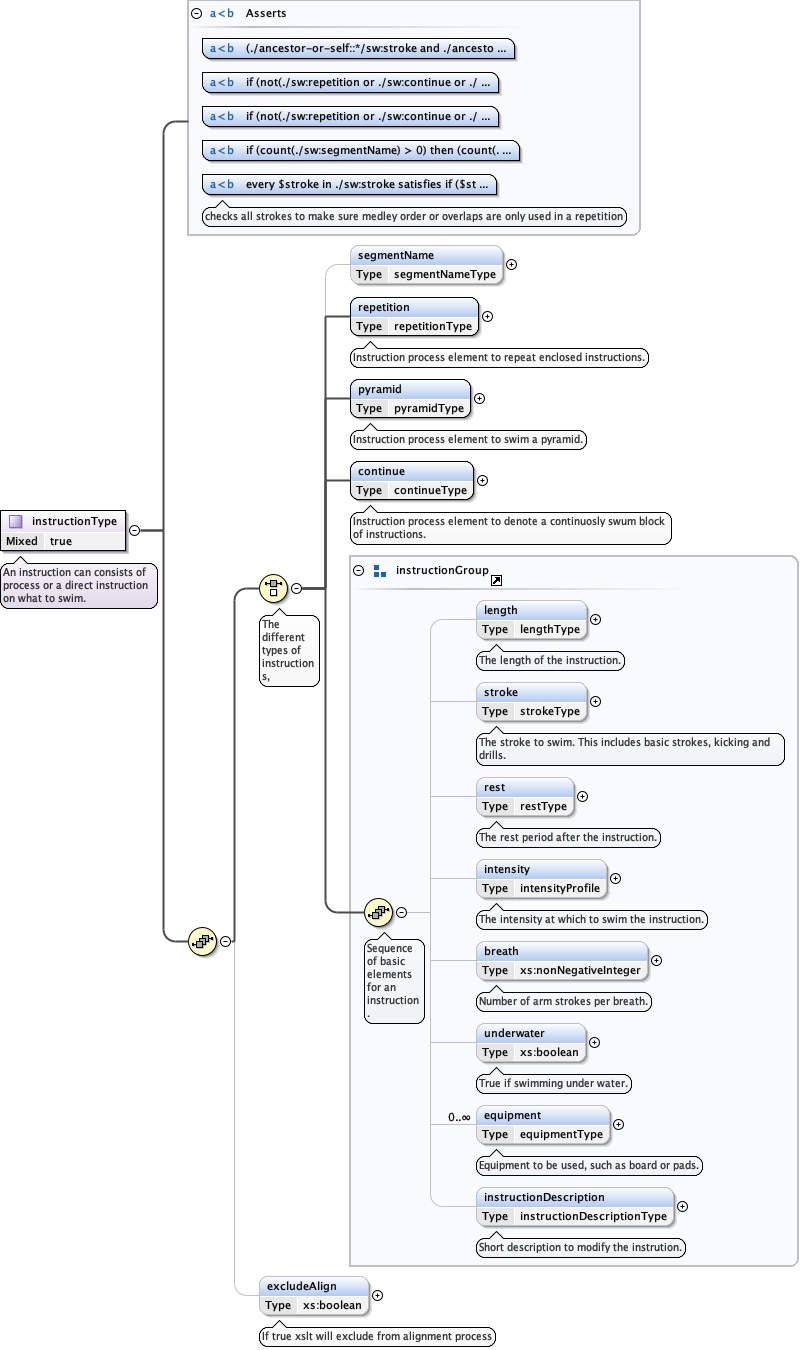 a<b Asserts
a<b (./ancestor-or-self::*/sw:stroke and ./ancesto ...
a<b if (not(./sw:repetition or ./sw:continue or ./ ...
a<b if (not(./sw:repetition or ./sw:continue or ./ ...
a<b if (count(./sw:segmentName) > 0) then (count(. ...
a<b every $stroke in ./sw:stroke satisfies if ($st ...
checks all strokes to make sure medley order or overlaps are only used in a repetition
segmentName
Type segmentNameType
repetition
Type repetitionType
Instruction process element to repeat enclosed instructions.
pyramid
Type pyramidType
Instruction process element to swim a pyramid.
continue
Type continueType
Instruction process element to denote a continuosly swum block
of instructions.
instructionType
Mixed true
An instruction can consists of
process or a direct instruction
on what to swim.
The
different
types of
instruction
s,
instructionGroup
length
Type lengthType
The length of the instruction.
stroke
Type strokeType
The stroke to swim. This includes basic strokes, kicking and
drills.
rest
Type restType
The rest period after the instruction.
intensity
Type intensityProfile
The intensity at which to swim the instruction.
Sequence
of basic
elements
for an
instruction
.
breath
Type xs:nonNegativeInteger
Number of arm strokes per breath.
underwater
Type xs:boolean
True if swimming under water.
0..∞
equipment
Type equipmentType
Equipment to be used, such as board or pads.
instructionDescription
Type instructionDescriptionType
Short description to modify the instrution.
excludeAlign
Type xs:boolean
If true xslt will exclude from alignment process